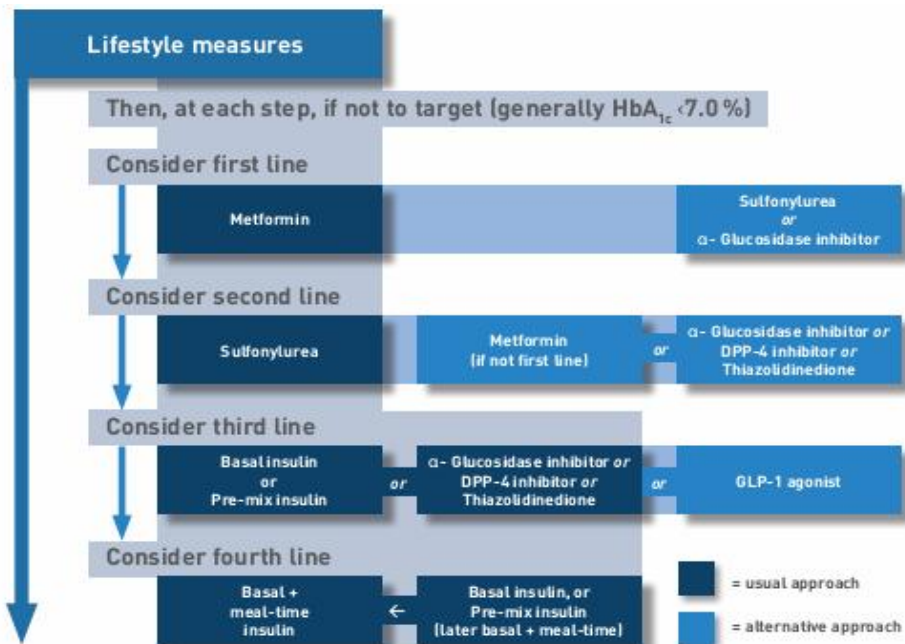 Lifestyle measures
Then, at each step, if not to target (generally HbA1c <7.0%)
Consider first line
Metformin
Sulfonylurea
or
α- Glucosidase inhibitor
Consider second line
Sulfonylurea
Metformin
(if not first line)
or
α- Glucosidase inhibitor or
DPP-4 inhibitor or
Thiazolidinedione
Consider third line
Basal insulin
or
Pre-mix insulin
or
α- Glucosidase inhibitor or
DPP-4 inhibitor or
Thiazolidinedione
or
GLP-1 agonist
Consider fourth line
Basal +
meal-time
insulin
←
Basal insulin, or
Pre-mix insulin
(later basal + meal-time)
= usual approach
= alternative approach